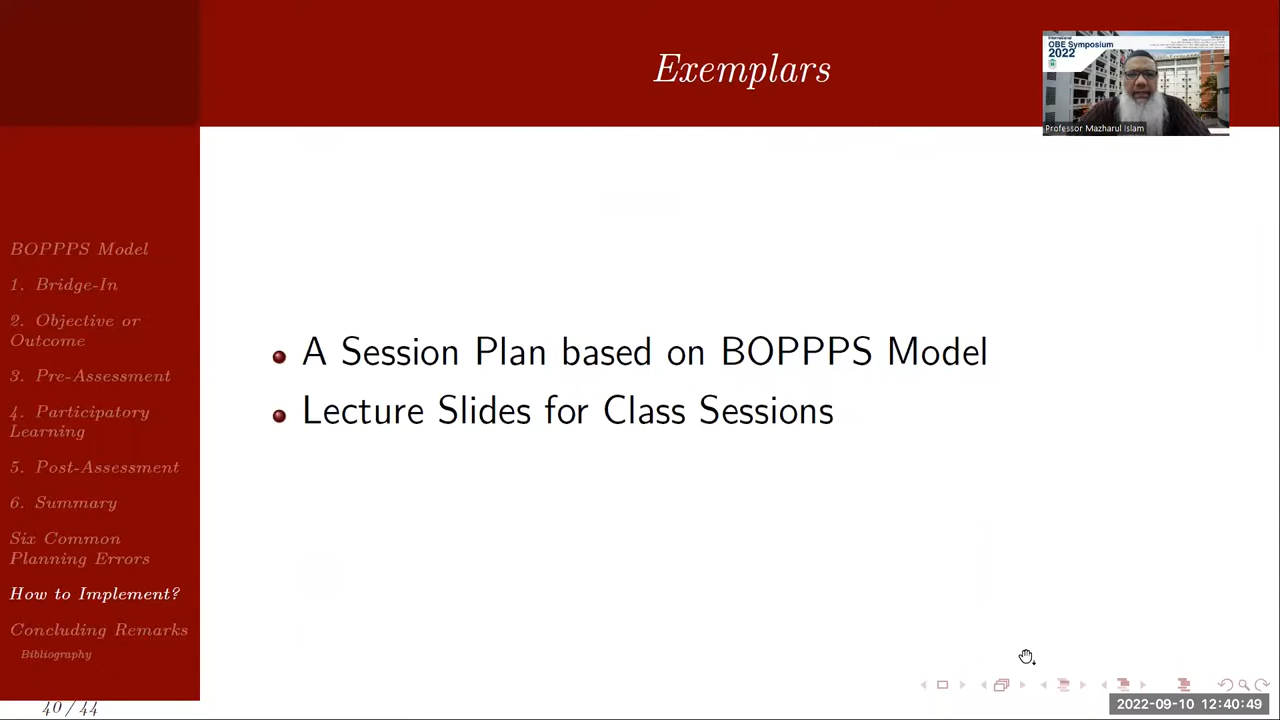 Exemplars
International
OBE Symposium
2022
Professor Mazharul Islam
BOPPPS Model
1. Bridge-In
2. Objective or
Outcome
3. Pre-Assessment
4. Participatory
Learning
5. Post-Assessment
6. Summary
Six Common
Planning Errors
How to Implement?
Concluding Remarks
Bibliography
A Session Plan based on BOPPPS Model
Lecture Slides for Class Sessions
40 / 44
2022-09-10 12:40:49